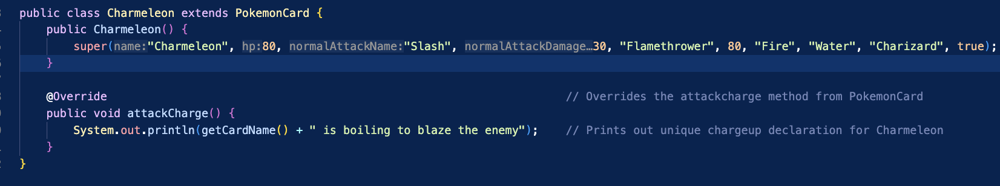 public class Charmeleon extends PokemonCard {
public Charmeleon() {
super(name:"Charmeleon", hp:80, normalAttackName:"Slash", normalAttackDamage…30, "Flamethrower", 80, "Fire", "Water", "Charizard", true);
}
@Override // Overrides the attackcharge method from PokemonCard
public void attackCharge() {
System.out.println(getCardName() + " is boiling to blaze the enemy"); // Prints out unique chargeup declaration for Charmeleon
}
}